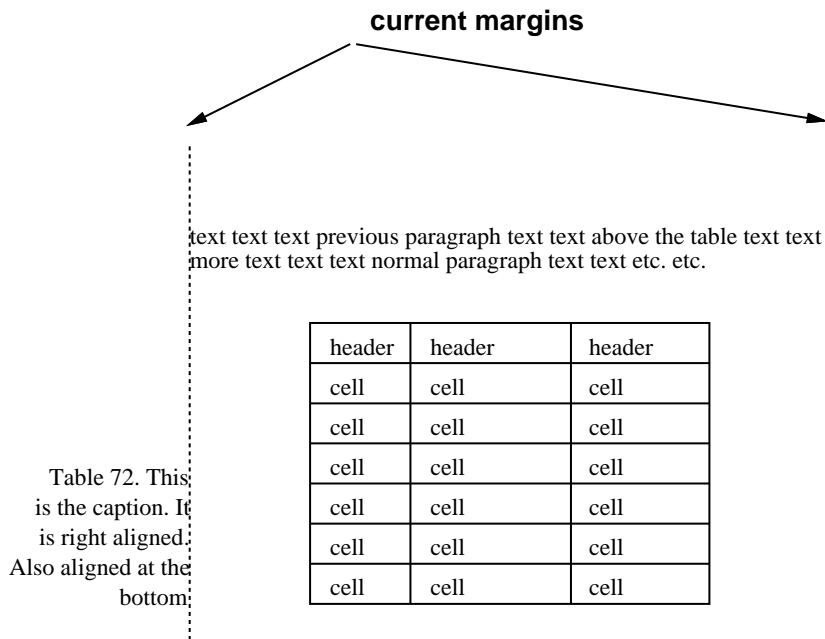 current margins
text text text previous paragraph text text above the table text text
more text text text normal paragraph text text etc. etc.
header header header
cell cell cell
cell cell cell
cell cell cell
cell cell cell
cell cell cell
cell cell cell
Table 72. This
is the caption. It
is right aligned.
Also aligned at the
bottom